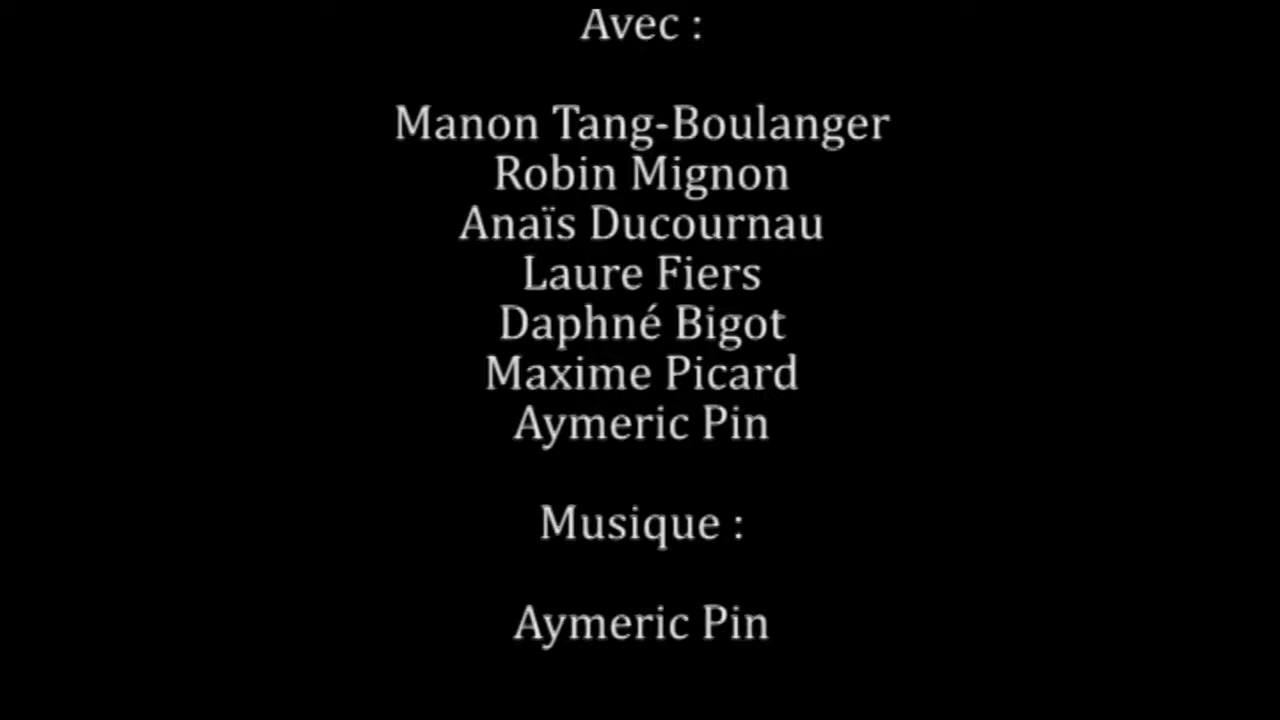 Avec :
Manon Tang-Boulanger
Robin Mignon
Anaïs Ducournau
Laure Fiers
Daphné Bigot
Maxime Picard
Aymeric Pin
Musique :
Aymeric Pin